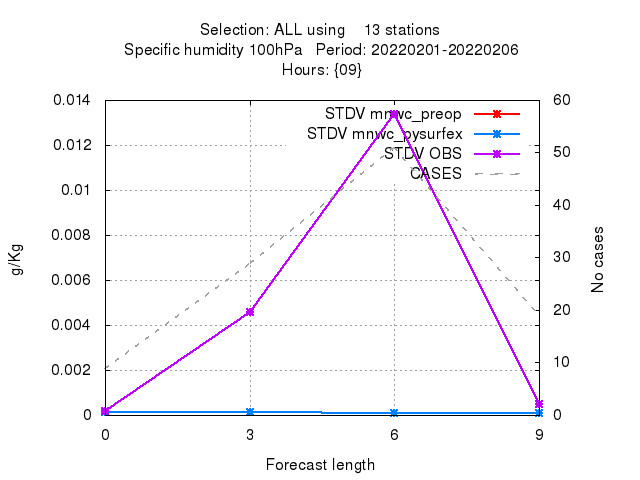 Selection: ALL using 13 stations
Specific humidity 100hPa Period: 20220201-20220206
Hours: {09}
0.014
0.012
0.01
0.008
0.006
0.004
0.002
0
60
50
40
30
20
10
0
STDV mnwc_preop
STDV mnwc_pysurfex
STDV OBS
CASES
g/Kg
No cases
0 3 6 9
Forecast length